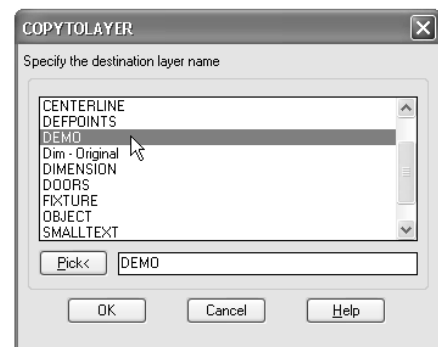 COPYTOLAYER
Specify the destination layer name
CENTERLINE
DEFPOINTS
DEMO
Dim - Original
DIMENSION
DOORS
FIXTURE
OBJECT
SMALLTEXT
Pick< DEMO
OK Cancel Help